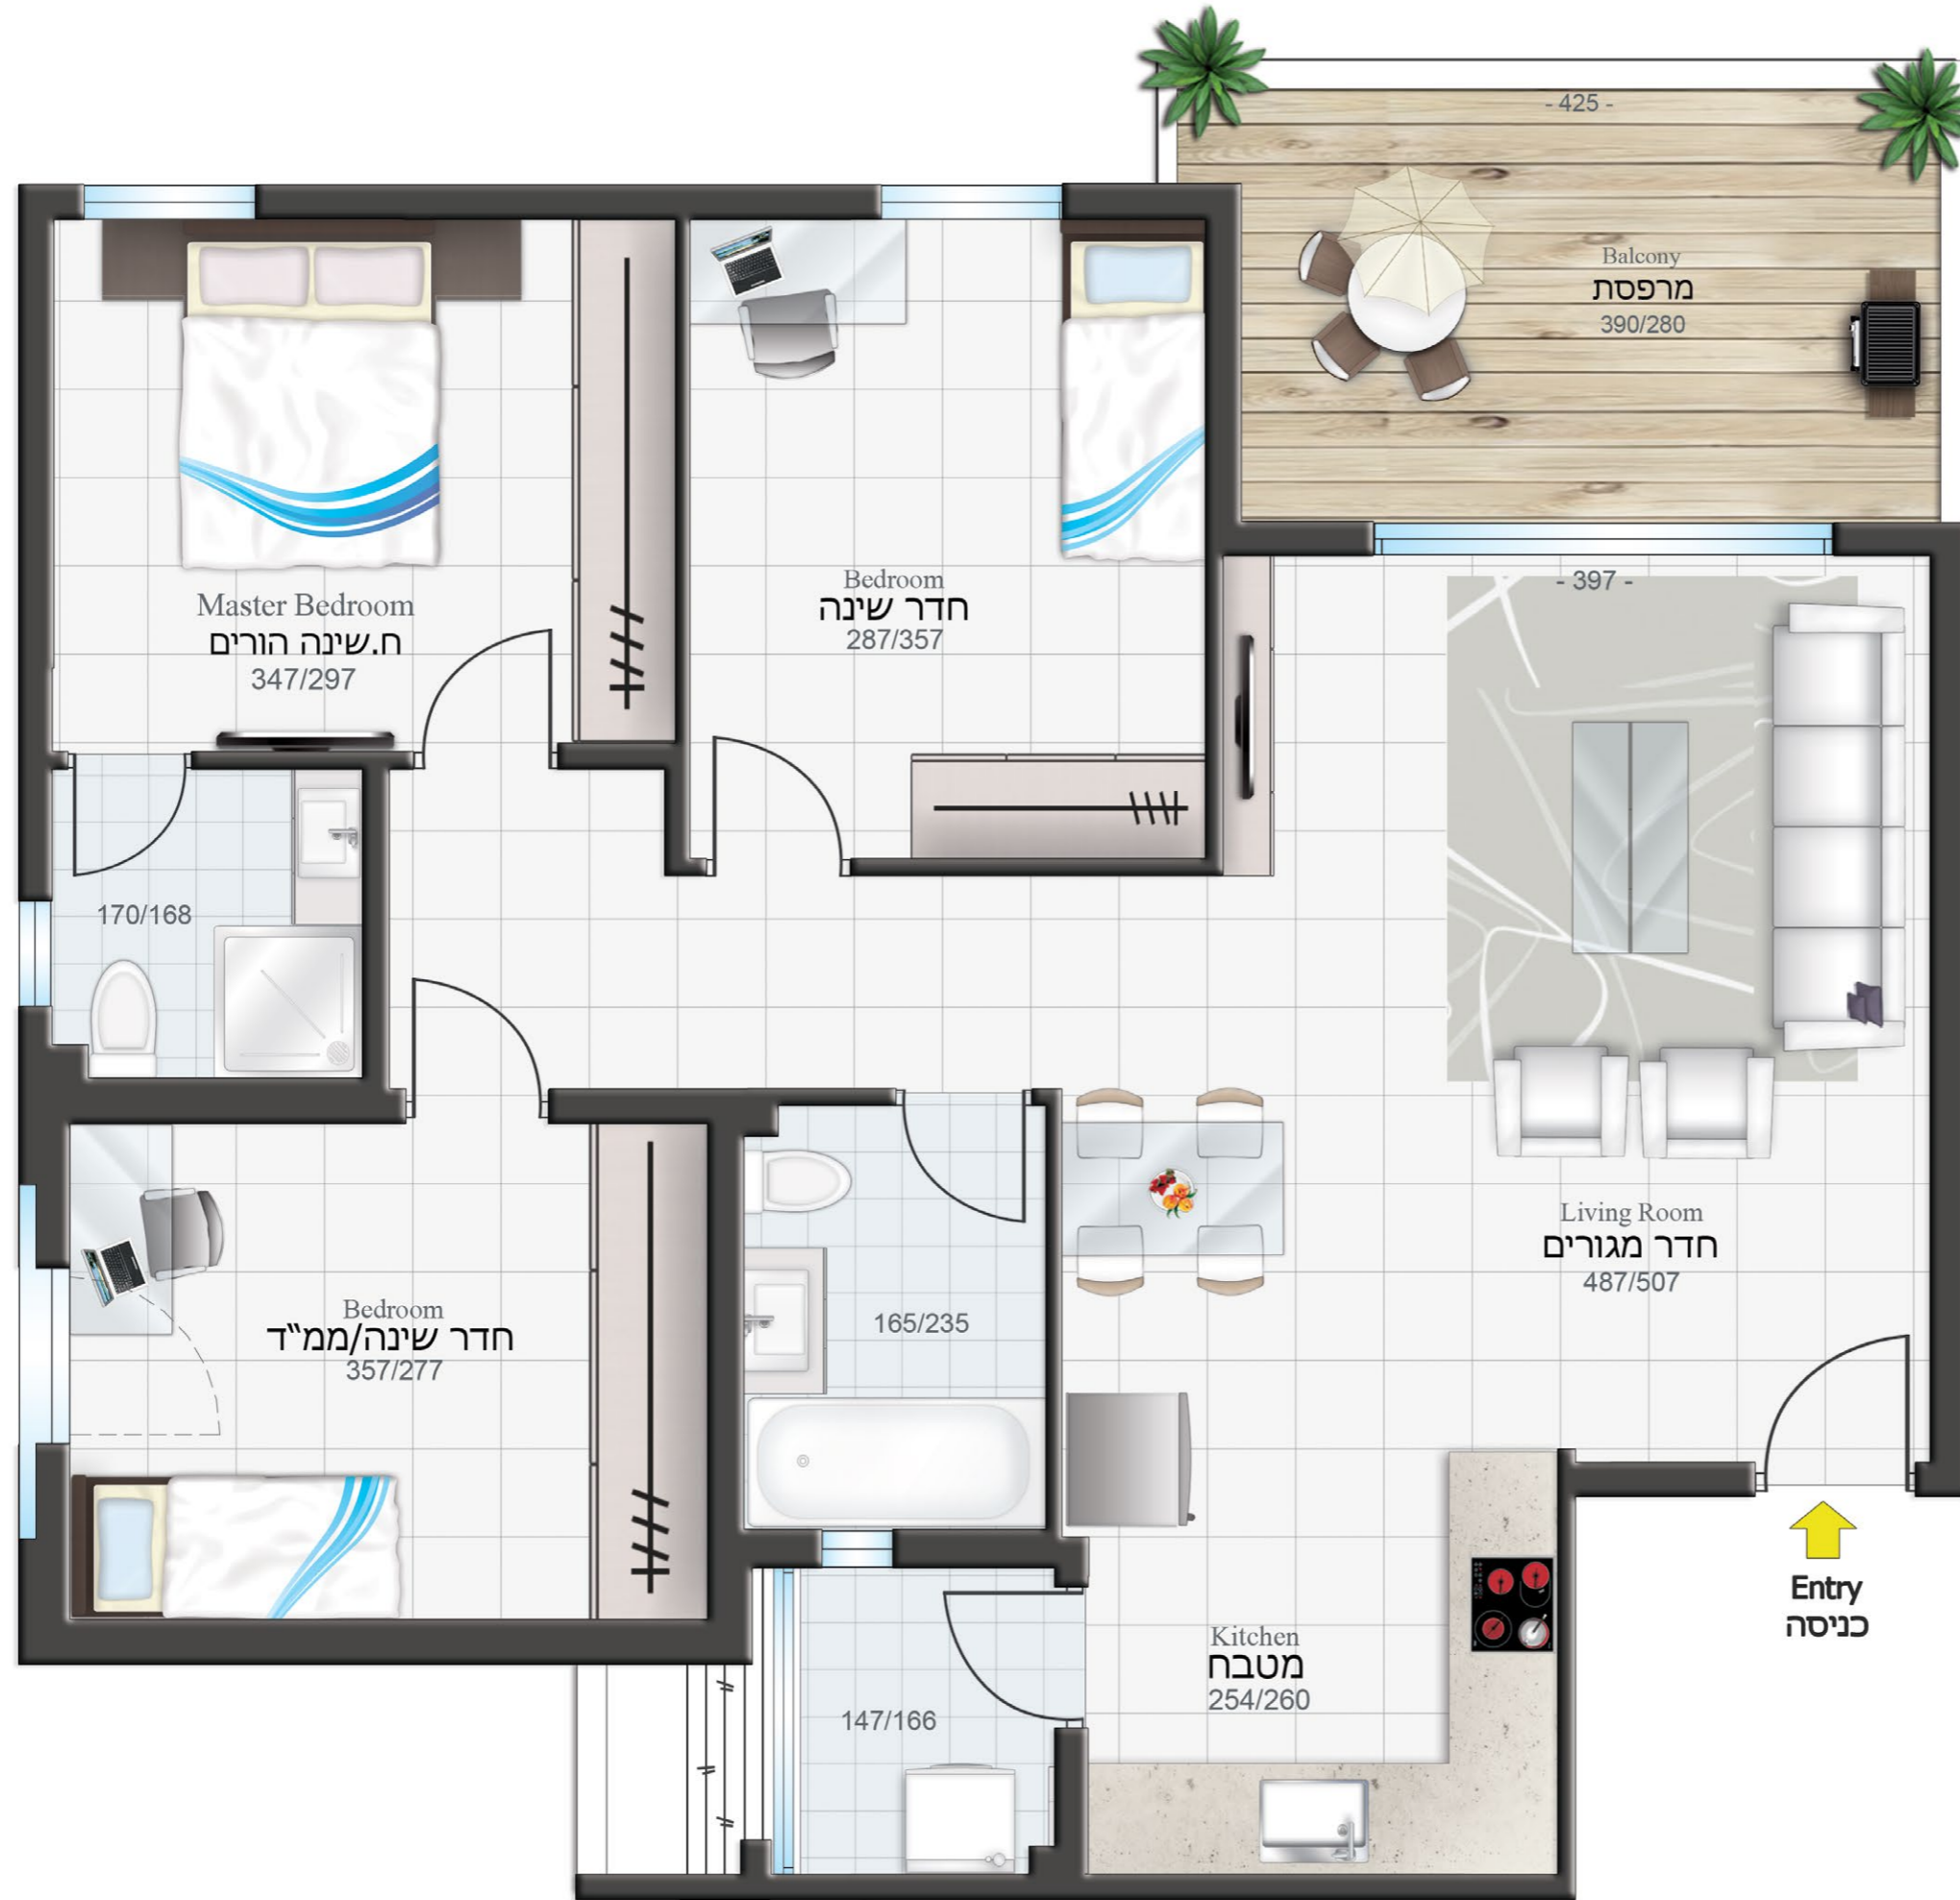 - 425 -
Balcony
מרפסת
390/280
- 397 -
Bedroom
חדר שינה
287/357
Master Bedroom
ח.שינה הורים
347/297
170/168
Living Room
חדר מגורים
487/507
Bedroom
חדר שינה/ממ"ד
357/277
165/235
Entry
כניסה
Kitchen
מטבח
254/260
147/166